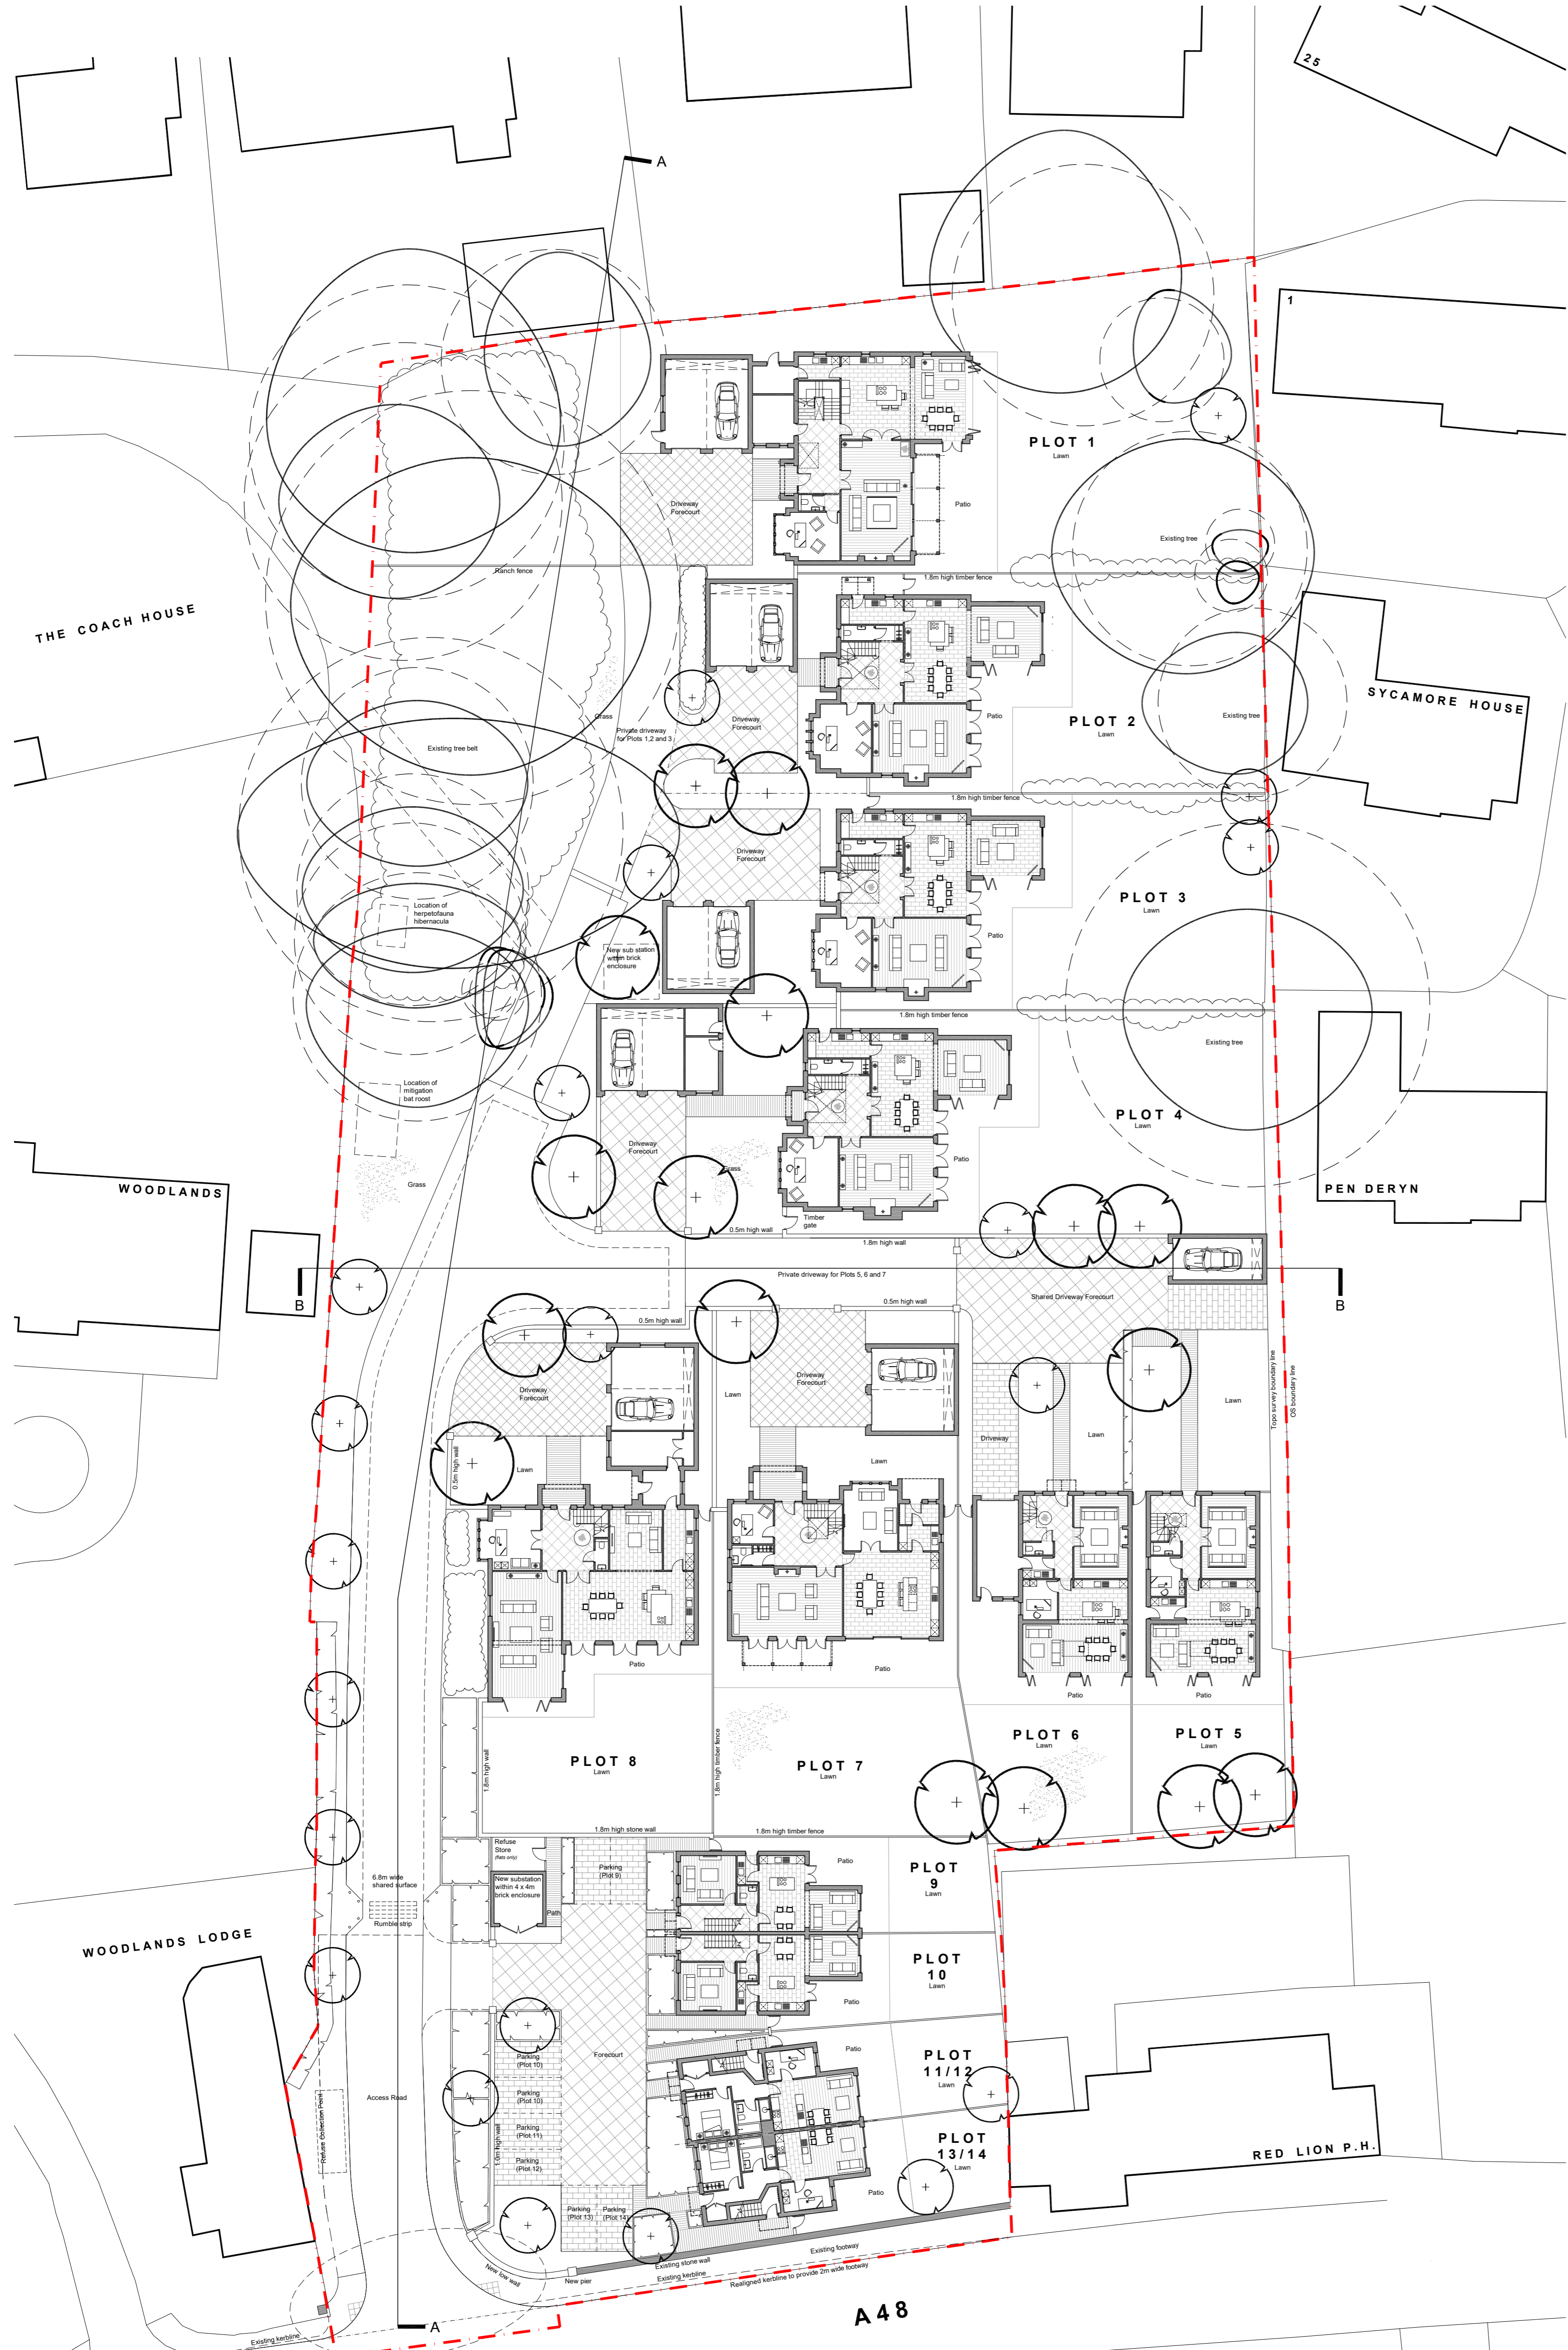 25
A
1
PLOT 1
Lawn
Driveway
Forecourt
Patio
Existing tree
Ranch fence
1.8m high timber fence
THE COACH HOUSE
SYCAMORE HOUSE
Grass
Private driveway
for Plots 1,2 and 3
Driveway
Forecourt
Patio
PLOT 2
Lawn
Existing tree
Existing tree belt
1.8m high timber fence
Driveway
Forecourt
PLOT 3
Lawn
Location of
herpetofauna
hibernacula
New sub station
within brick
enclosure
Patio
1.8m high timber fence
Existing tree
Location of
mitigation
bat roost
PLOT 4
Lawn
Driveway
Forecourt
Grass
Patio
Grass
WOODLANDS
PEN DERYN
Timber
gate
0.5m high wall
1.8m high wall
Private driveway for Plots 5, 6 and 7
B
B
Shared Driveway Forecourt
0.5m high wall
0.5m high wall
Topo survey boundary line
OS boundary line
Driveway
Forecourt
Lawn
Driveway
Forecourt
Lawn
Driveway
Lawn
0.5m high wall
Lawn
Lawn
Patio
Patio
Patio
Patio
PLOT 8
Lawn
PLOT 7
Lawn
PLOT 6
Lawn
PLOT 5
Lawn
1.8m high wall
1.8m high timber fence
1.8m high stone wall
1.8m high timber fence
Refuse
Store
(flats only)
New substation
within 4 x 4m
brick enclosure
Path
Parking
(Plot 9)
Patio
PLOT
9
Lawn
6.8m wide
shared surface
Rumble strip
WOODLANDS LODGE
PLOT
10
Lawn
Patio
Forecourt
Patio
PLOT
11/12
Lawn
Parking
(Plot 10)
Parking
(Plot 10)
Parking
(Plot 11)
Parking
(Plot 12)
Access Road
Refuse Collection Point
1.0m high wall
PLOT
13/14
Lawn
RED LION P.H.
Parking
(Plot 13)
Parking
(Plot 14)
Patio
Existing footway
Existing stone wall
Existing kerbline
Realigned kerbline to provide 2m wide footway
New low wall
New pier
A48
A
Existing kerbline